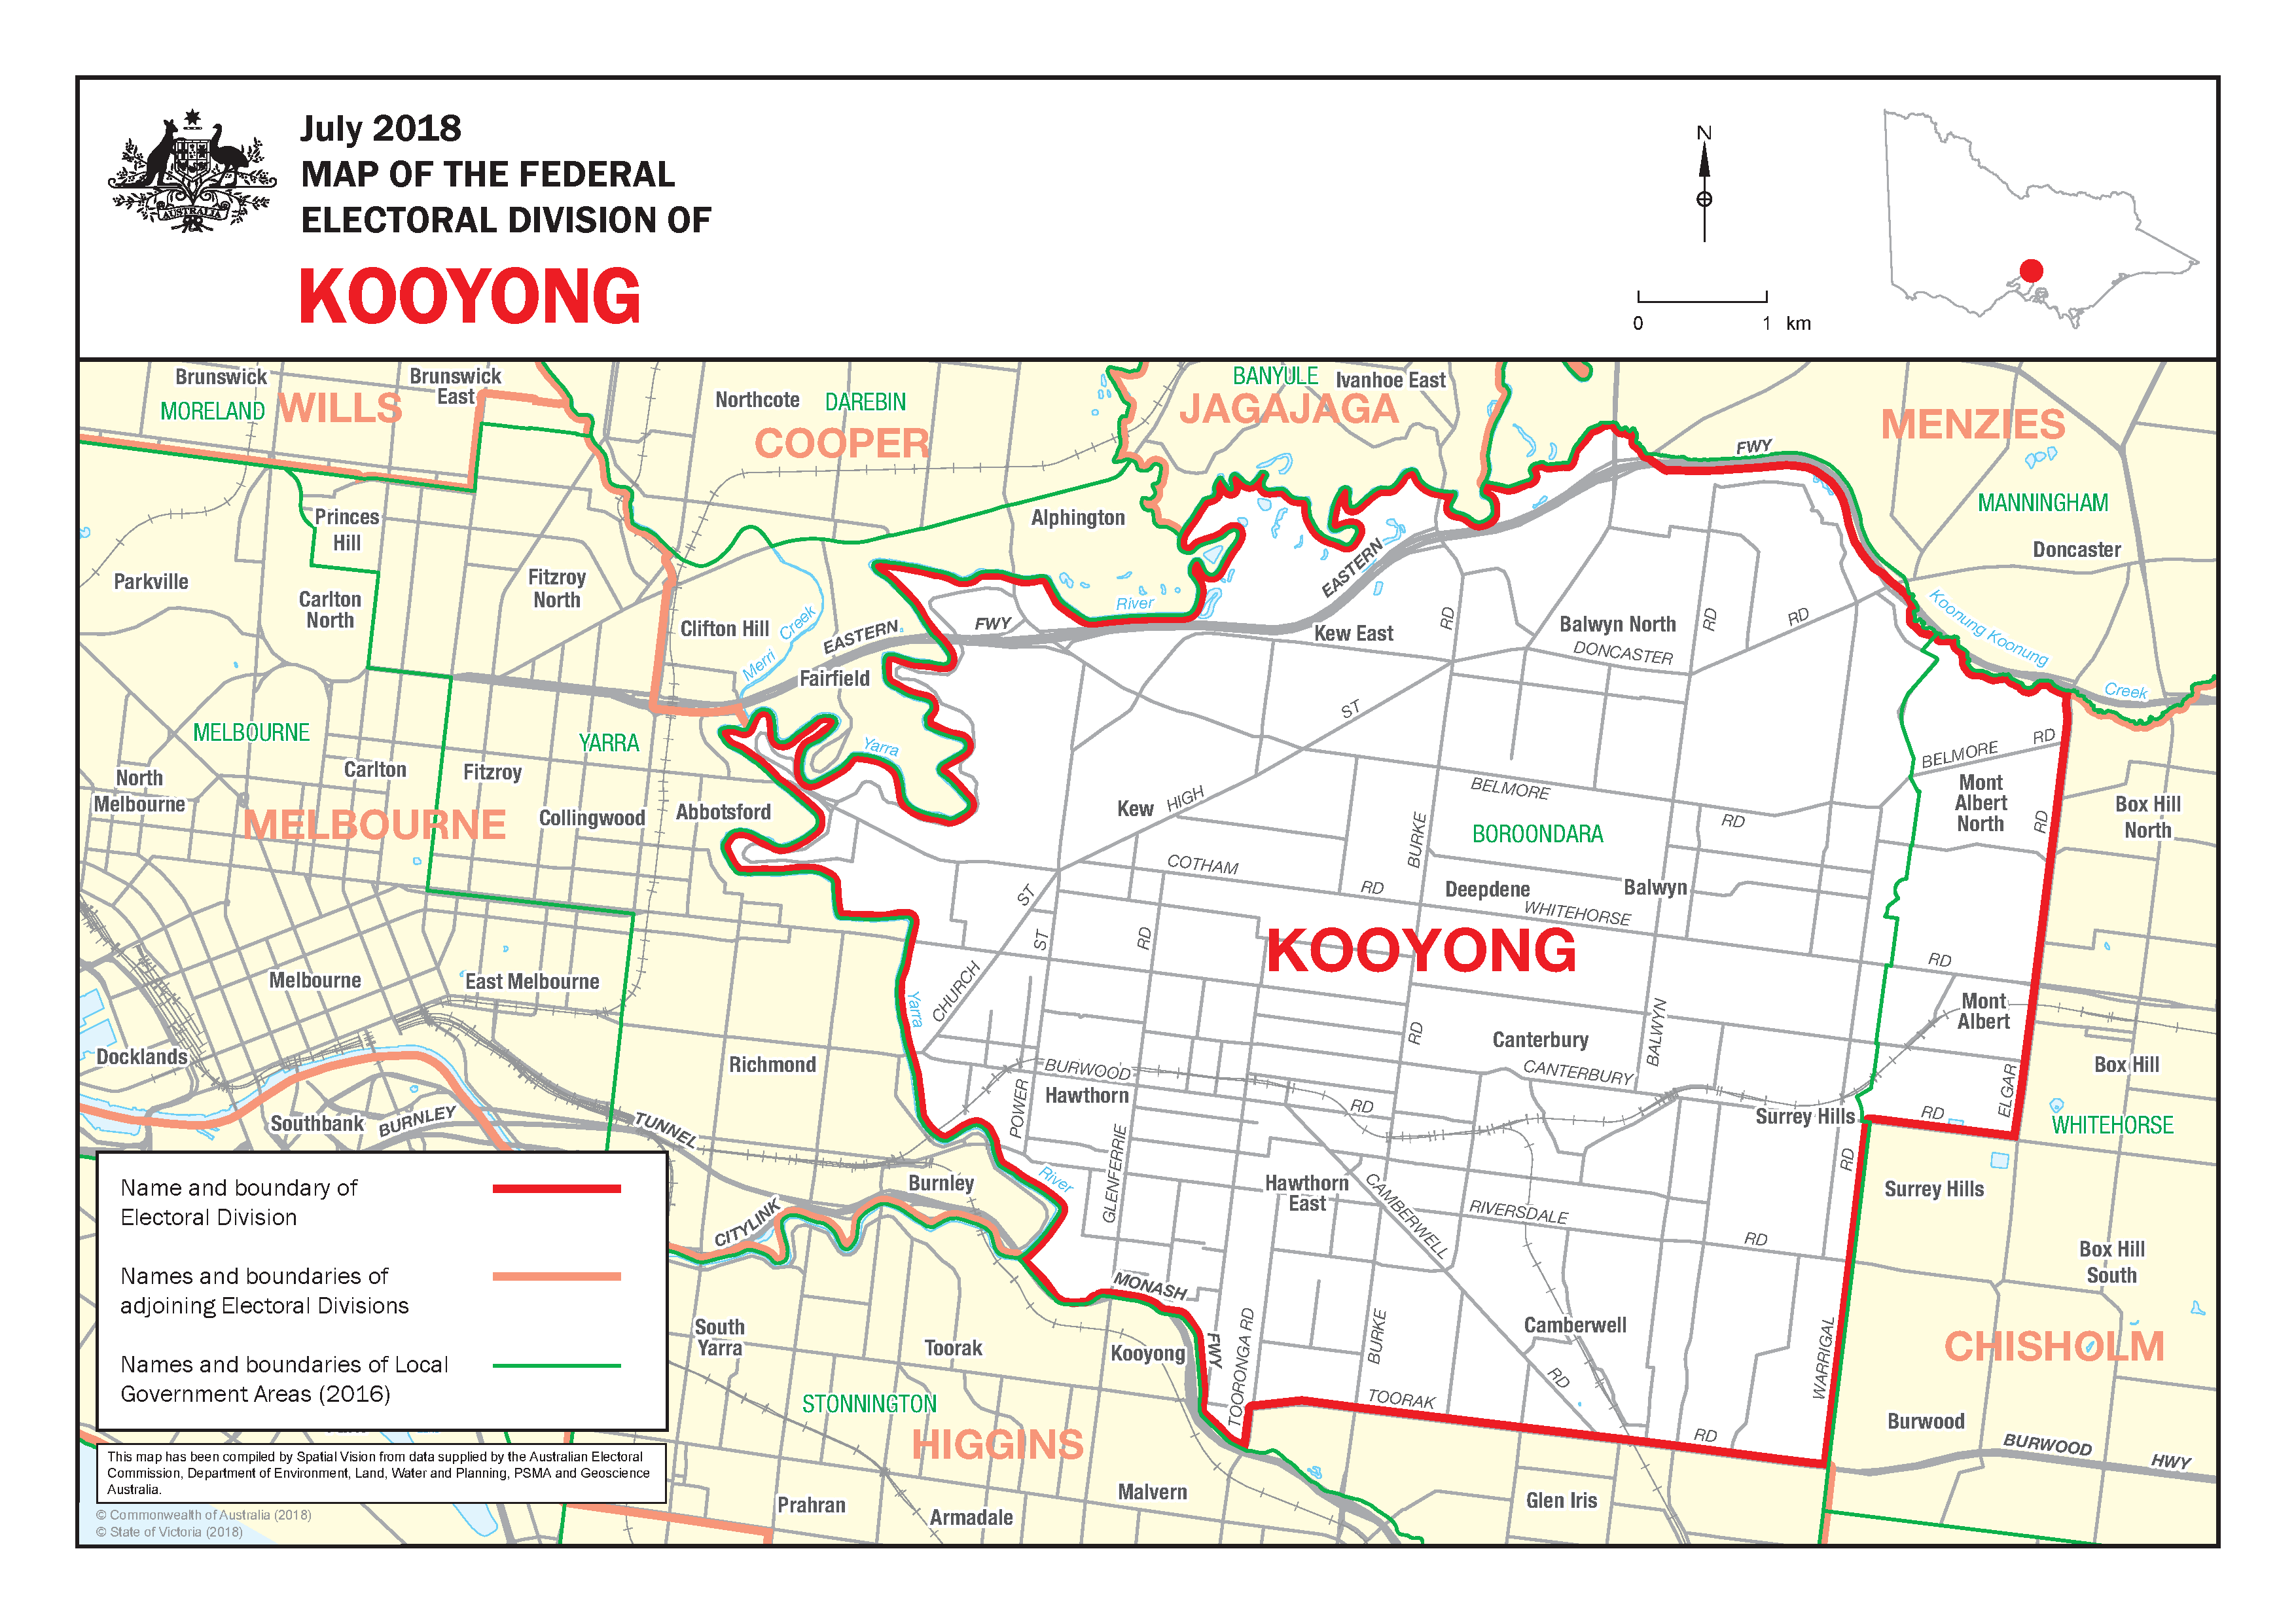 July 2018
MAP OF THE FEDERAL
ELECTORAL DIVISION OF
KOOYONG
AUSTRALIA
N
0 1 km
Brunswick
MORELAND
WILLS
Brunswick
East
Northcote
DAREBIN
COOPER
BANYULE
Ivanhoe East
JAGAJAGA
MENZIES
FWY
MANNINGHAM
Doncaster
Princes
Hill
Parkville
Carlton
North
Fitzroy
North
Clifton Hill
Merri Creek
EASTERN
FWY
Fairfield
Alphington
River
EASTERN
Kew East
RD
Balwyn North
RD
RD
DONCASTER
Koonung Koonung
Creek
MELBOURNE
YARRA
Yarra
ST
BELMORE
RD
North
Melbourne
Carlton
Fitzroy
MELBOURNE
Collingwood
Abbotsford
Kew
HIGH
BELMORE
RD
BURKE
BOROONDARA
Mont
Albert
North
RD
Box Hill
North
COTHAM
RD
Deepdene
Balwyn
WHITEHORSE
RD
ST
ST
RD
KOOYONG
Melbourne
East Melbourne
Yarra
CHURCH
Mont
Albert
Docklands
Richmond
RD
Canterbury
BALWYN
CANTERBURY
BURWOOD
RD
Hawthorn
POWER
Box Hill
ELGAR
Southbank
BURNLEY
TUNNEL
Surrey Hills
RD
WHITEHORSE
Burnley
River
GLENFERRIE
Hawthorn
East
CAMBERWELL
RIVERSDALE
RD
RD
Surrey Hills
CITYLINK
Box Hill
South
MONASH
FWY
South
Yarra
Toorak
Kooyong
TOORONGA RD
BURKE
Camberwell
RD
WARRIGAL
CHISHOLM
STONNINGTON
TOORAK
RD
HIGGINS
Burwood
BURWOOD
HWY
Prahran
Armadale
Malvern
Glen Iris
Name and boundary of
Electoral Division
Names and boundaries of
adjoining Electoral Divisions
Names and boundaries of Local
Government Areas (2016)
This map has been compiled by Spatial Vision from data supplied by the Australian Electoral
Commission, Department of Environment, Land, Water and Planning, PSMA and Geoscience
Australia.
© Commonwealth of Australia (2018)
© State of Victoria (2018)